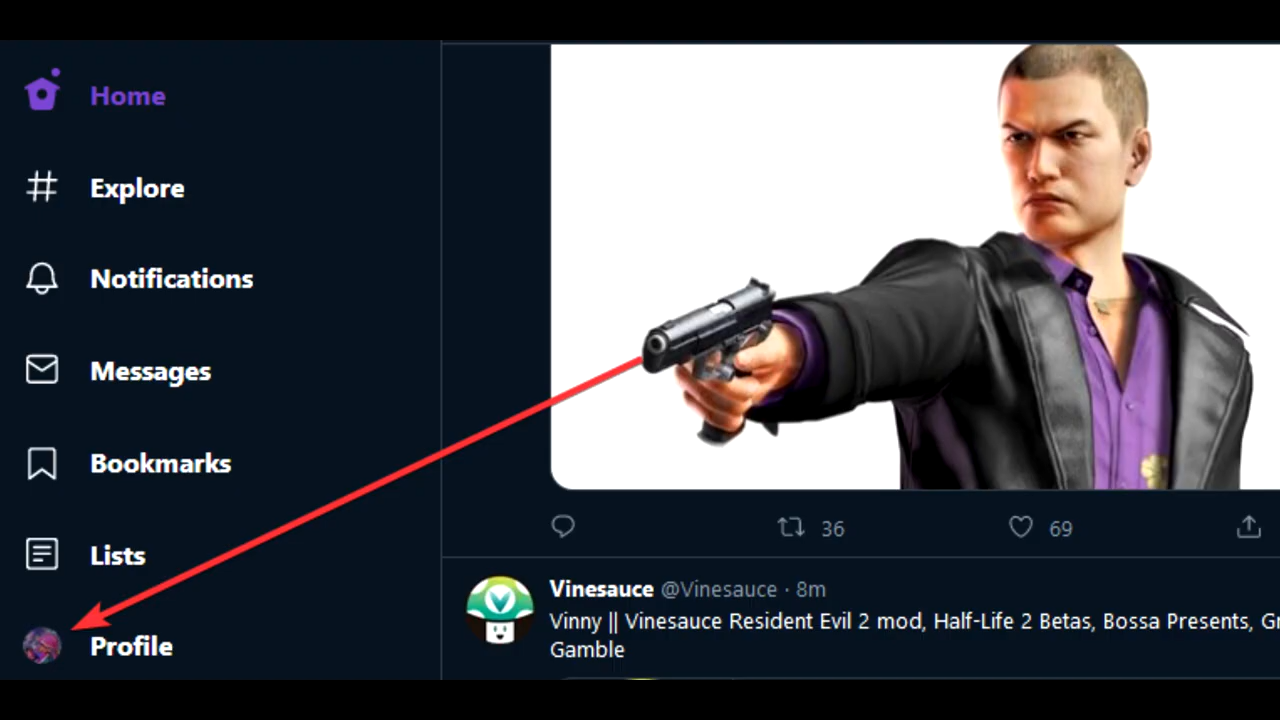 Home
Explore
Notifications
Messages
Bookmarks
Lists
Profile
36
69
Vinesauce @Vinesauce · 8m
Vinny || Vinesauce Resident Evil 2 mod, Half-Life 2 Betas, Bossa Presents,
Gamble